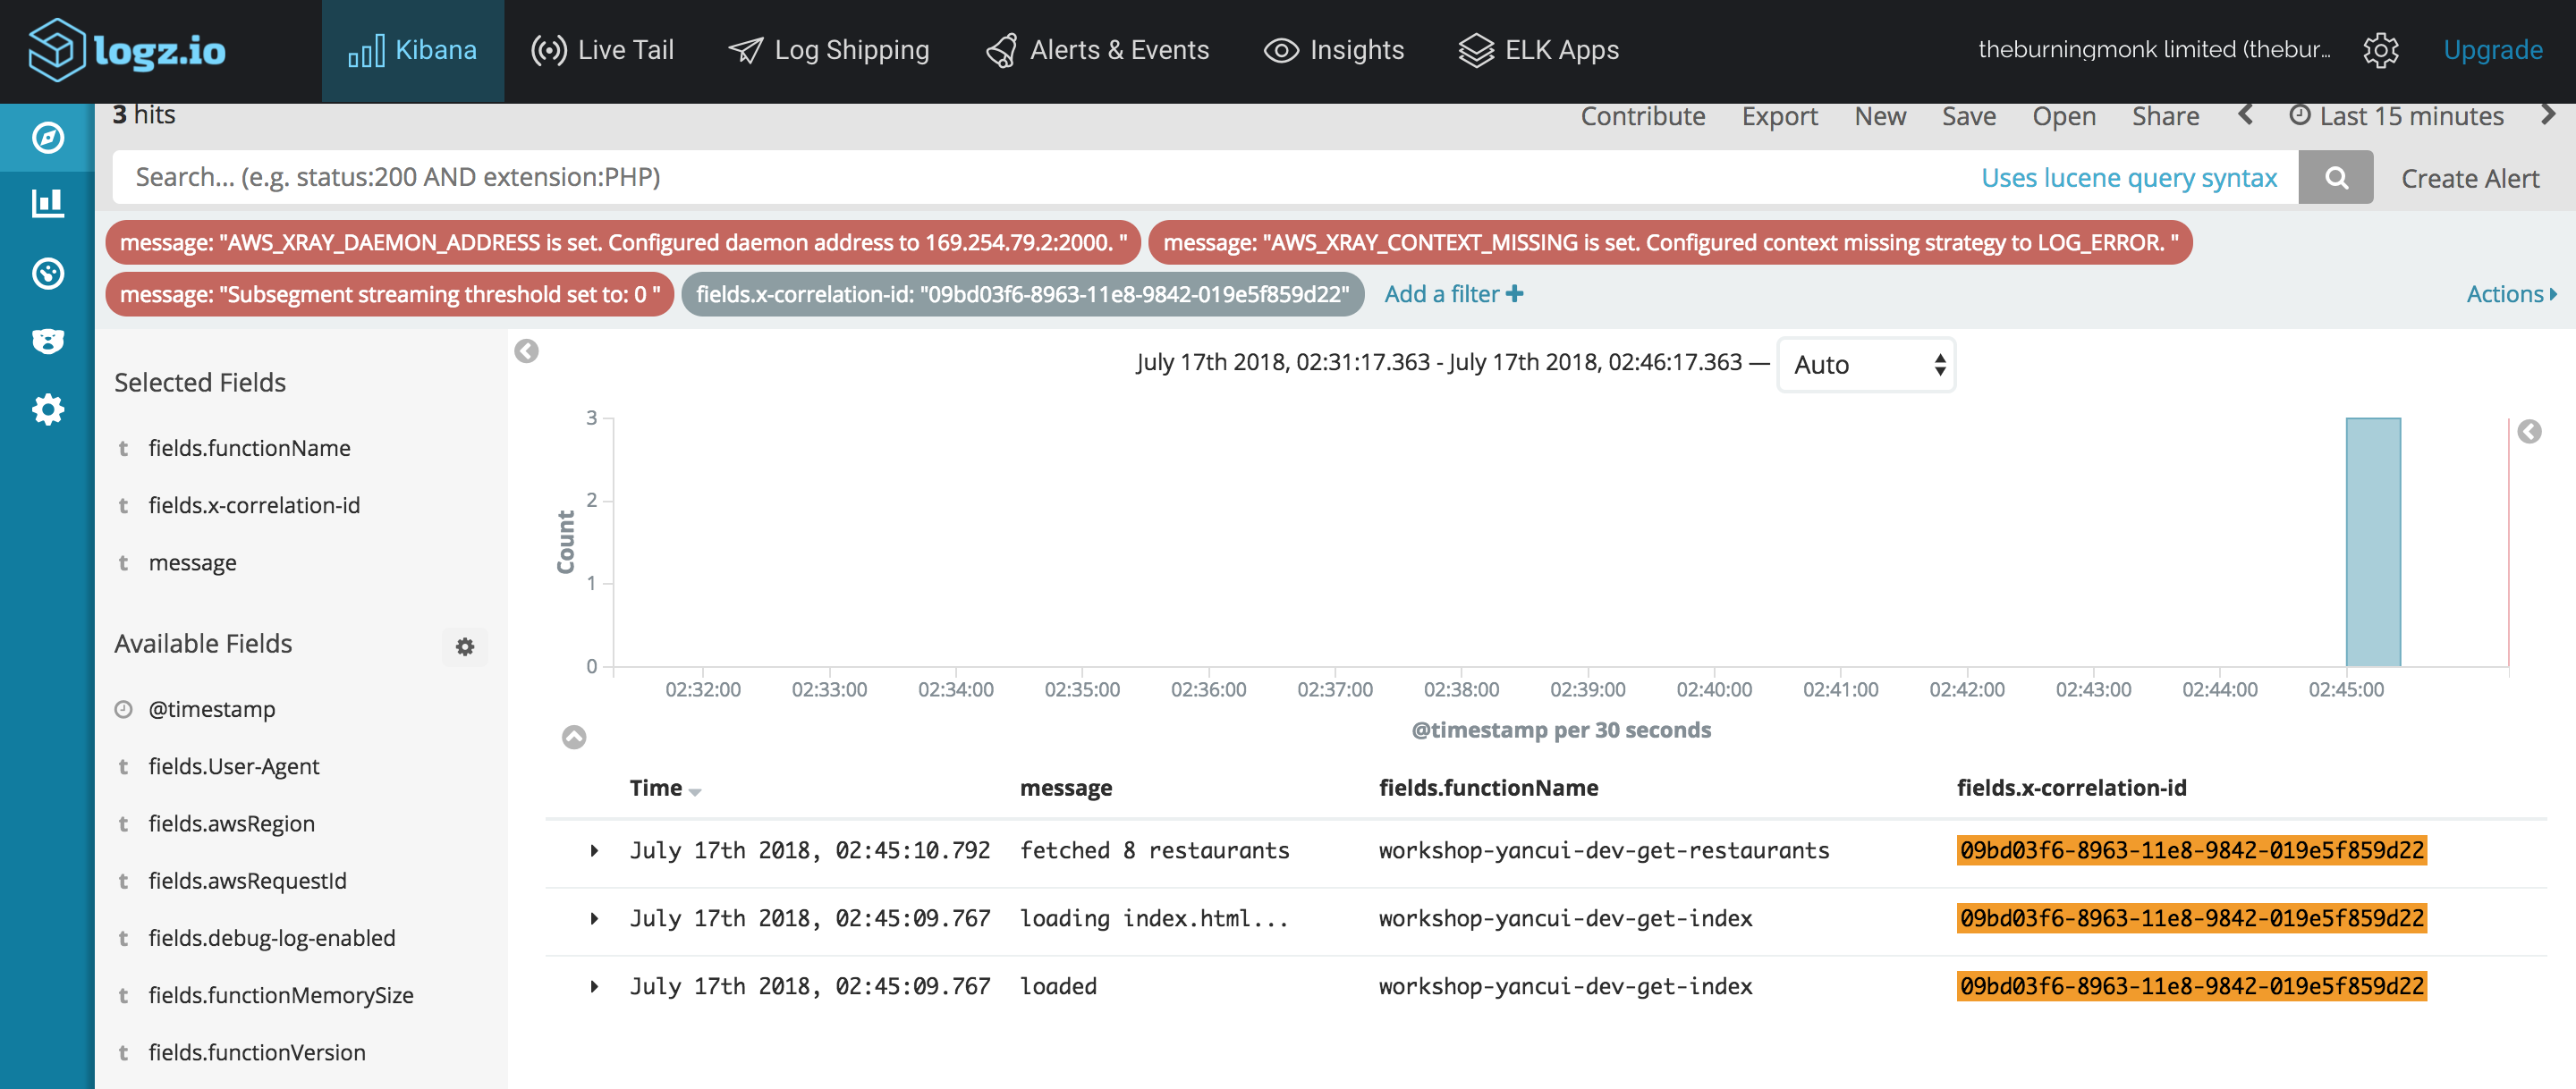 logz.io Kibana Live Tail Log Shipping Alerts & Events Insights ELK Apps theburningmonk limited (thebur... Upgrade
3 hits Contribute Export New Save Open Share Last 15 minutes
Search... (e.g. status:200 AND extension:PHP) Uses lucene query syntax Create Alert
message: "AWS_XRAY_DAEMON_ADDRESS is set. Configured daemon address to 169.254.79.2:2000. " message: "AWS_XRAY_CONTEXT_MISSING is set. Configured context missing strategy to LOG_ERROR. "
message: "Subsegment streaming threshold set to: 0 " fields.x-correlation-id: "09bd03f6-8963-11e8-9842-019e5f859d22" Add a filter Actions
Selected Fields
t fields.functionName
t fields.x-correlation-id
t message
Available Fields
@timestamp
t fields.User-Agent
t fields.awsRegion
t fields.awsRequestId
t fields.debug-log-enabled
t fields.functionMemorySize
t fields.functionVersion
July 17th 2018, 02:31:17.363 - July 17th 2018, 02:46:17.363 — Auto
3
2
1
0
Count
02:32:00 02:33:00 02:34:00 02:35:00 02:36:00 02:37:00 02:38:00 02:39:00 02:40:00 02:41:00 02:42:00 02:43:00 02:44:00 02:45:00
@timestamp per 30 seconds
Time message fields.functionName fields.x-correlation-id
July 17th 2018, 02:45:10.792 fetched 8 restaurants workshop-yancui-dev-get-restaurants 09bd03f6-8963-11e8-9842-019e5f859d22
July 17th 2018, 02:45:09.767 loading index.html... workshop-yancui-dev-get-index 09bd03f6-8963-11e8-9842-019e5f859d22
July 17th 2018, 02:45:09.767 loaded workshop-yancui-dev-get-index 09bd03f6-8963-11e8-9842-019e5f859d22